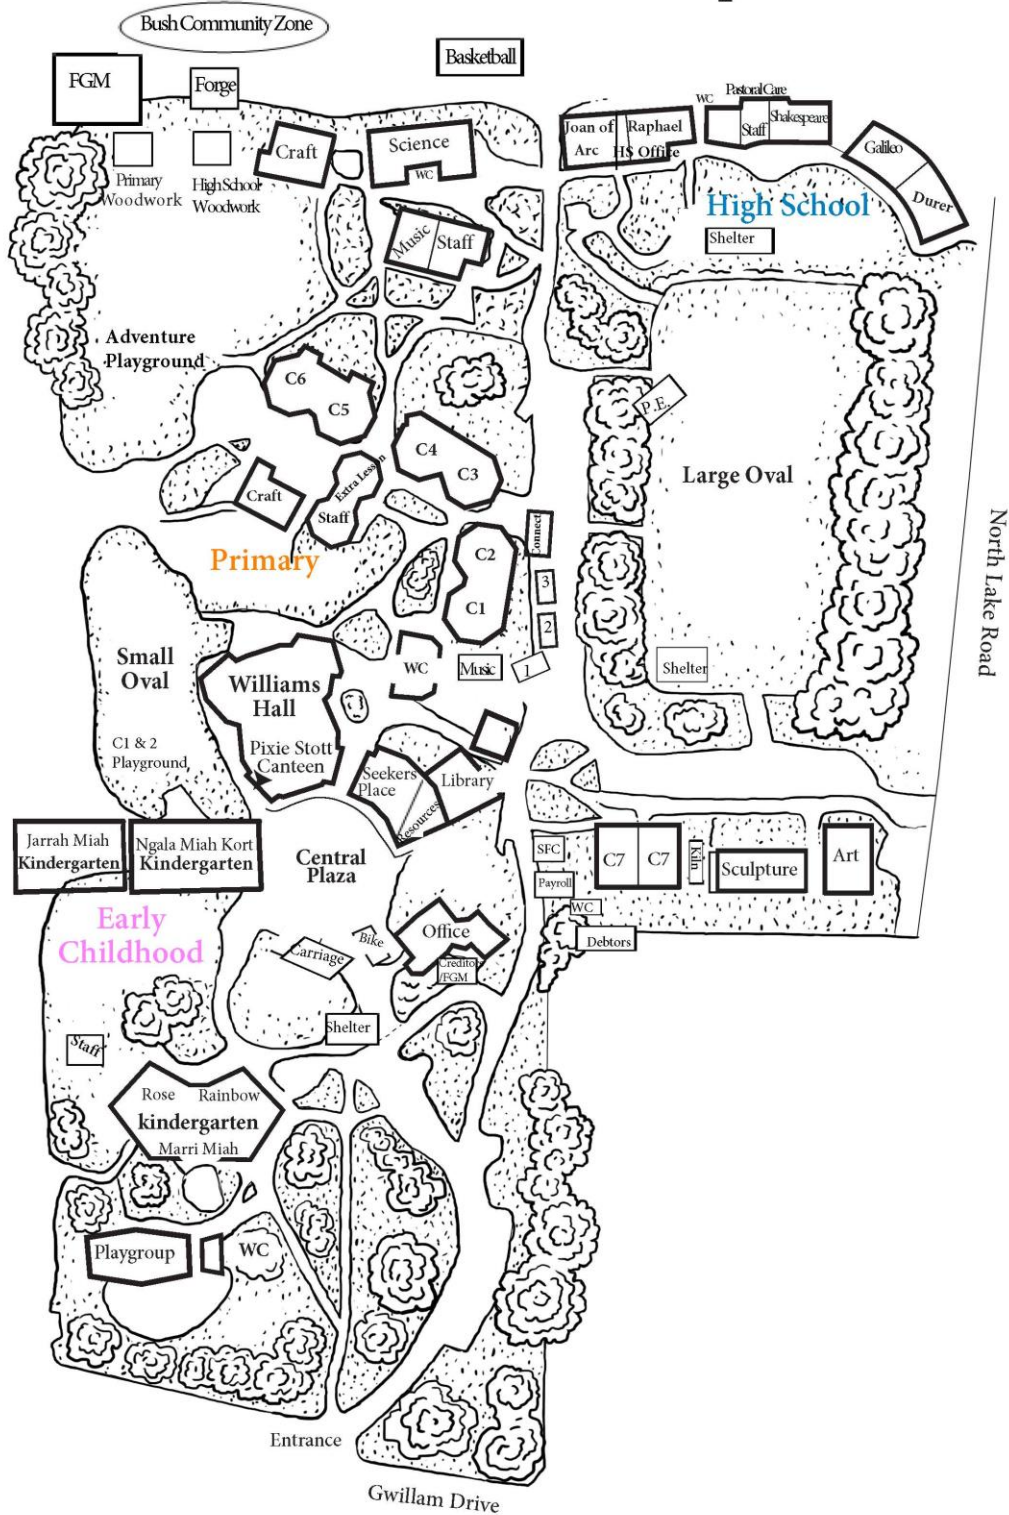 Bush Community Zone
Basketball
FGM
Forge
Pastoral Care
WC
Joan of
Arc
Raphael
HS Office
Staff
Shakespeare
Galileo
Durer
Craft
Science
WC
Primary
Woodwork
High School
Woodwork
High School
Shelter
Music
Staff
Adventure
Playground
C6
C5
P.E.
C4
C3
Large Oval
Craft
Extra Lesson
Staff
Connect
North Lake Road
Primary
C2
C1
3
2
1
Small
Oval
WC
Music
Shelter
Williams
Hall
C1 & 2
Playground
Pixie Stott
Canteen
Seekers
Place
Resources
Library
Jarrah Miah
Kindergarten
Ngala Miah Kort
Kindergarten
Central
Plaza
SFC
C7
C7
Kiln
Sculpture
Art
Payroll
WC
Early
Childhood
Debtors
Office
Bike
Carriage
Creditors
/FGM
Shelter
Staff
Rose
Rainbow
kindergarten
Marri Miah
Playgroup
WC
Entrance
Gwillam Drive